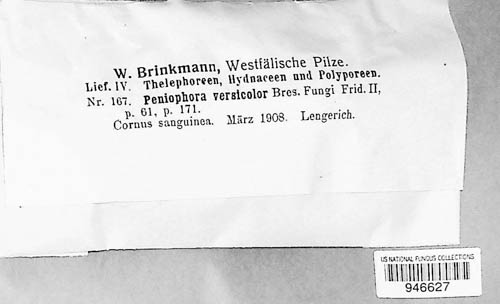 W. Brinkmann, Westfälische Pilze.
Lief. IV. Thelephoreen, Hydnaceen und Polyporeen.
Nr. 167. Peniophora versicolor Bres. Fungi Frid. II,
p. 61, p. 171.
Cornus sanguinea. März 1908. Lengerich.
US NATIONAL FUNGUS COLLECTIONS
946627